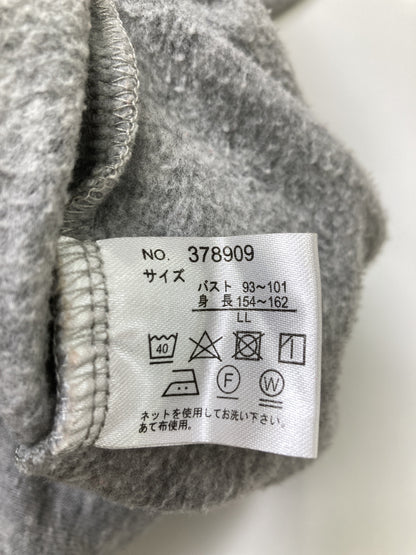 NO. 378909
サイズ
バスト 93～101
身 長 154～162
LL
40
F W
ネットを使用してお洗い下さい。
あて布使用。